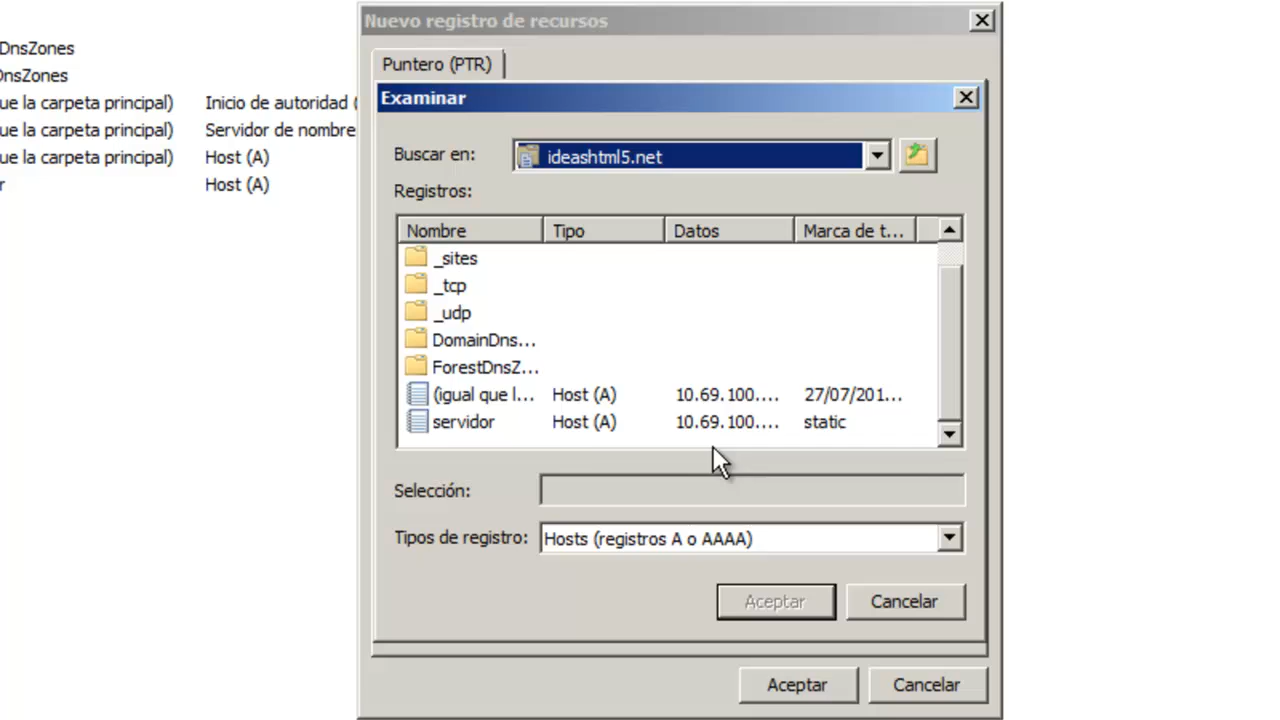 Nuevo registro de recursos
DnsZones
DnsZones
ue la carpeta principal) Inicio de autoridad (
ue la carpeta principal) Servidor de nombre
ue la carpeta principal) Host (A)
r Host (A)
Puntero (PTR)
Examinar
Buscar en: ideashtml5.net
Registros:
Nombre Tipo Datos Marca de t...
_sites
_tcp
_udp
DomainDns...
ForestDnsZ...
(igual que l... Host (A) 10.69.100.... 27/07/201...
servidor Host (A) 10.69.100.... static
Selección:
Tipos de registro: Hosts (registros A o AAAA)
Aceptar Cancelar
Aceptar Cancelar